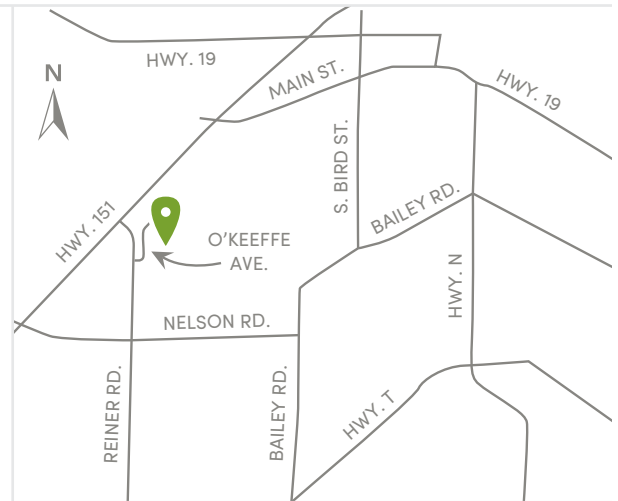 HWY. 19
N
MAIN ST.
HWY. 19
S. BIRD ST.
BAILEY RD.
HWY. 151
O'KEEFFE
AVE.
HWY. N
NELSON RD.
REINER RD.
BAILEY RD.
HWY. T